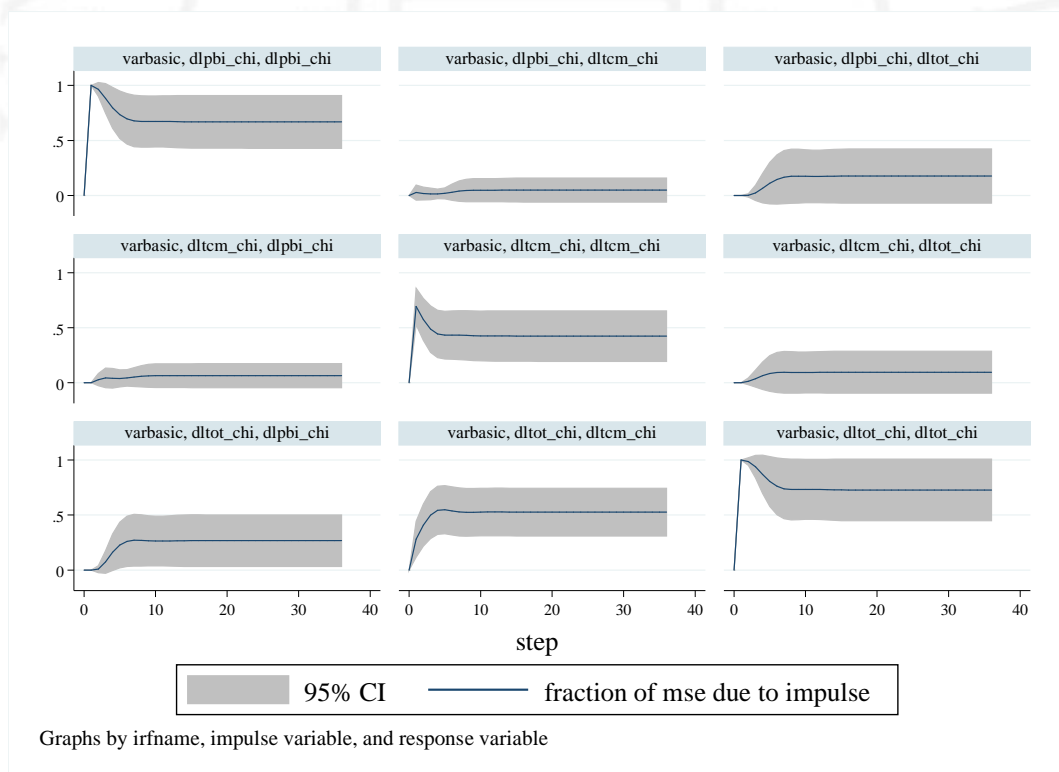 varbasic, dlpbi_chi, dlpbi_chi
varbasic, dlpbi_chi, dltcm_chi
varbasic, dlpbi_chi, dltot_chi
1
.5
0
varbasic, dltcm_chi, dlpbi_chi
varbasic, dltcm_chi, dltcm_chi
varbasic, dltcm_chi, dltot_chi
1
.5
0
varbasic, dltot_chi, dlpbi_chi
varbasic, dltot_chi, dltcm_chi
varbasic, dltot_chi, dltot_chi
1
.5
0
0 10 20 30 40
0 10 20 30 40
0 10 20 30 40
step
95% CI
fraction of mse due to impulse
Graphs by irfname, impulse variable, and response variable